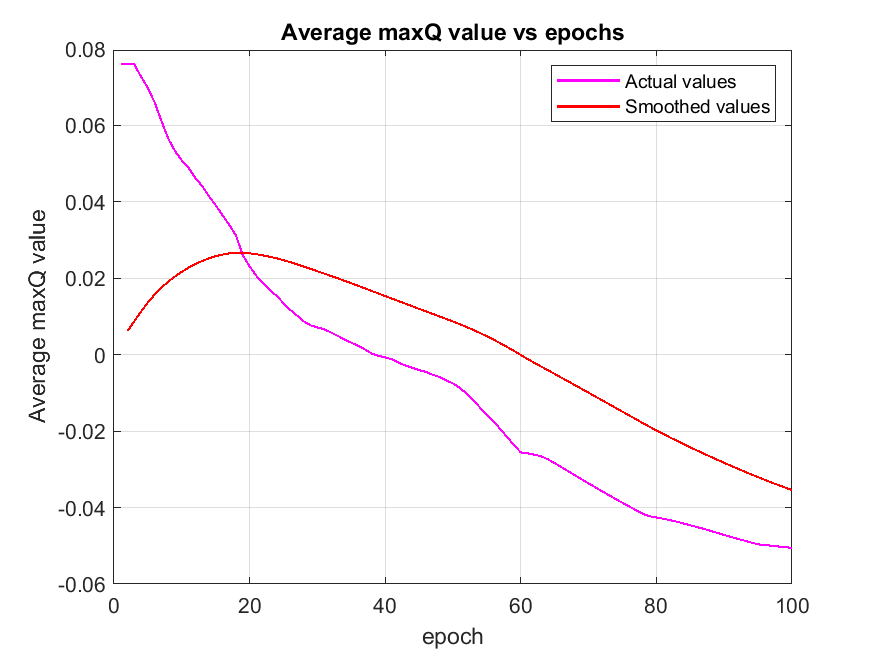 Average maxQ value vs epochs
Actual values
Smoothed values
Average maxQ value
0.08
0.06
0.04
0.02
0
-0.02
-0.04
-0.06
0 20 40 60 80 100
epoch